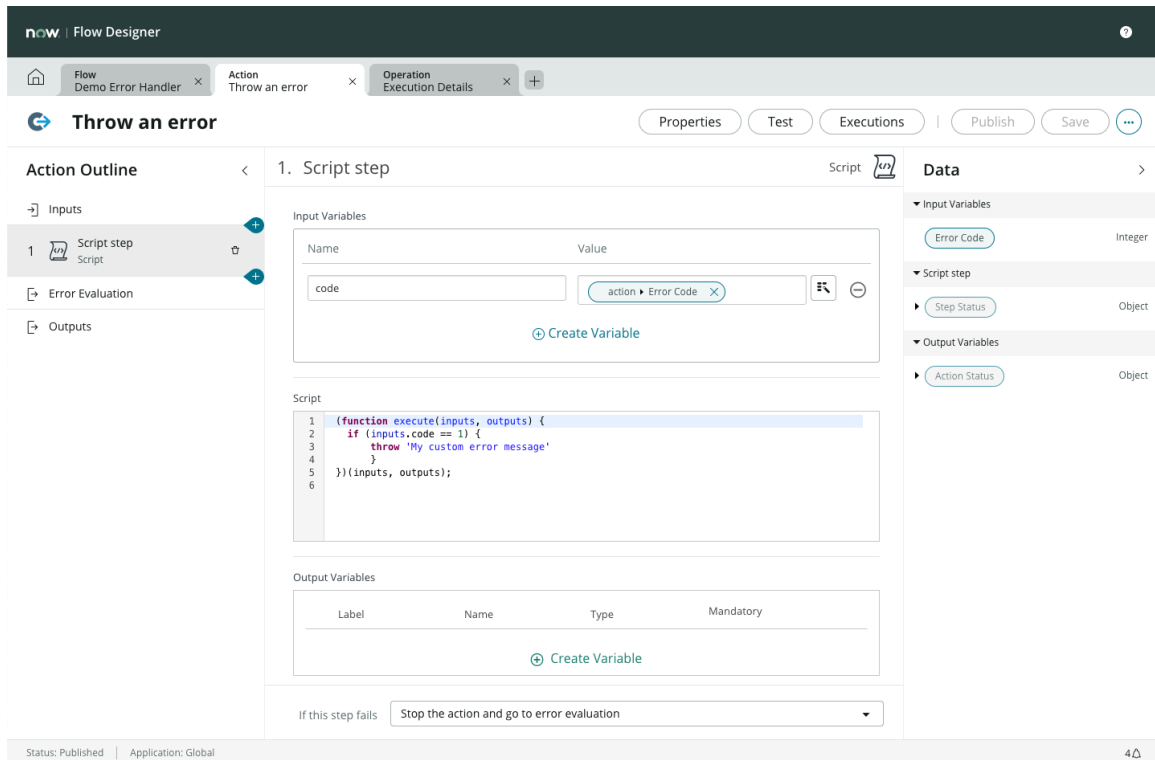 now | Flow Designer
Flow
Demo Error Handler
Action
Throw an error
Operation
Execution Details
Throw an error
Properties
Test
Executions
Publish
Save
Action Outline
Inputs
1 Script step
Script
Error Evaluation
Outputs
1. Script step
Script
Input Variables
Name Value
code action ▸ Error Code
Create Variable
Script
1 (function execute(inputs, outputs) {
2 if (inputs.code == 1) {
3 throw 'My custom error message'
4 }
5 })(inputs, outputs);
6
Output Variables
Label Name Type Mandatory
Create Variable
If this step fails Stop the action and go to error evaluation
Data
Input Variables
Error Code Integer
Script step
Step Status Object
Output Variables
Action Status Object
Status: Published | Application: Global
4